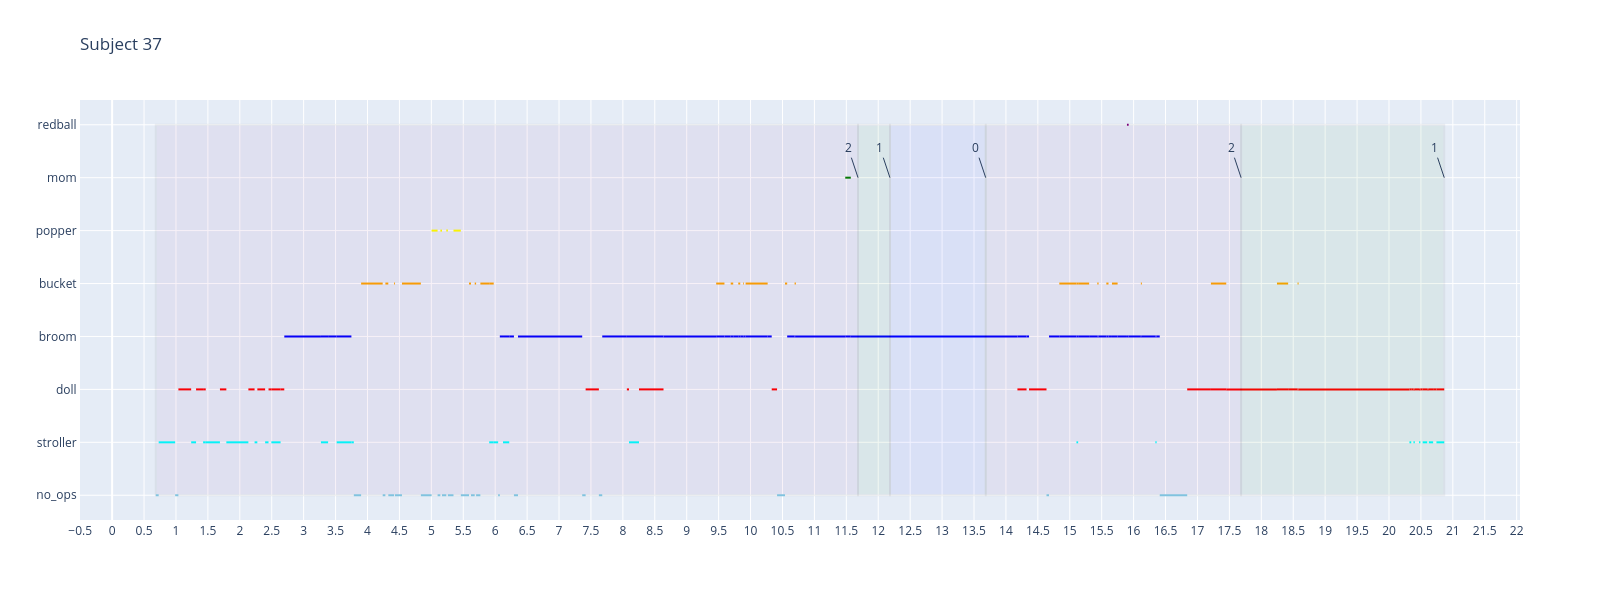 Subject 37
redball
2 1 0 2 1
mom
popper
bucket
broom
doll
stroller
no_ops
−0.5 0 0.5 1 1.5 2 2.5 3 3.5 4 4.5 5 5.5 6 6.5 7 7.5 8 8.5 9 9.5 10 10.5 11 11.5 12 12.5 13 13.5 14 14.5 15 15.5 16 16.5 17 17.5 18 18.5 19 19.5 20 20.5 21 21.5 22